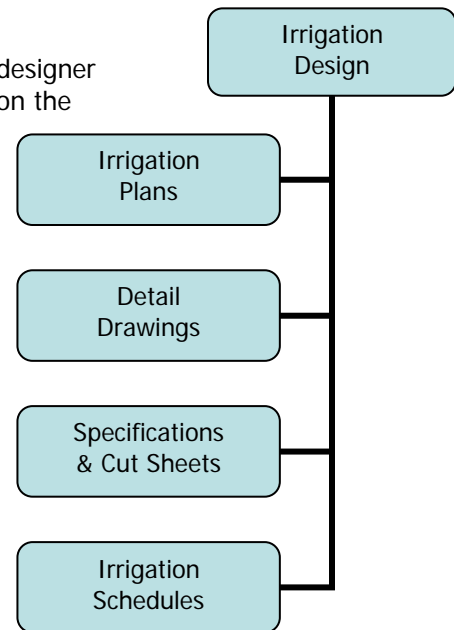 designer
on the
Irrigation
Design
Irrigation
Plans
Detail
Drawings
Specifications
& Cut Sheets
Irrigation
Schedules